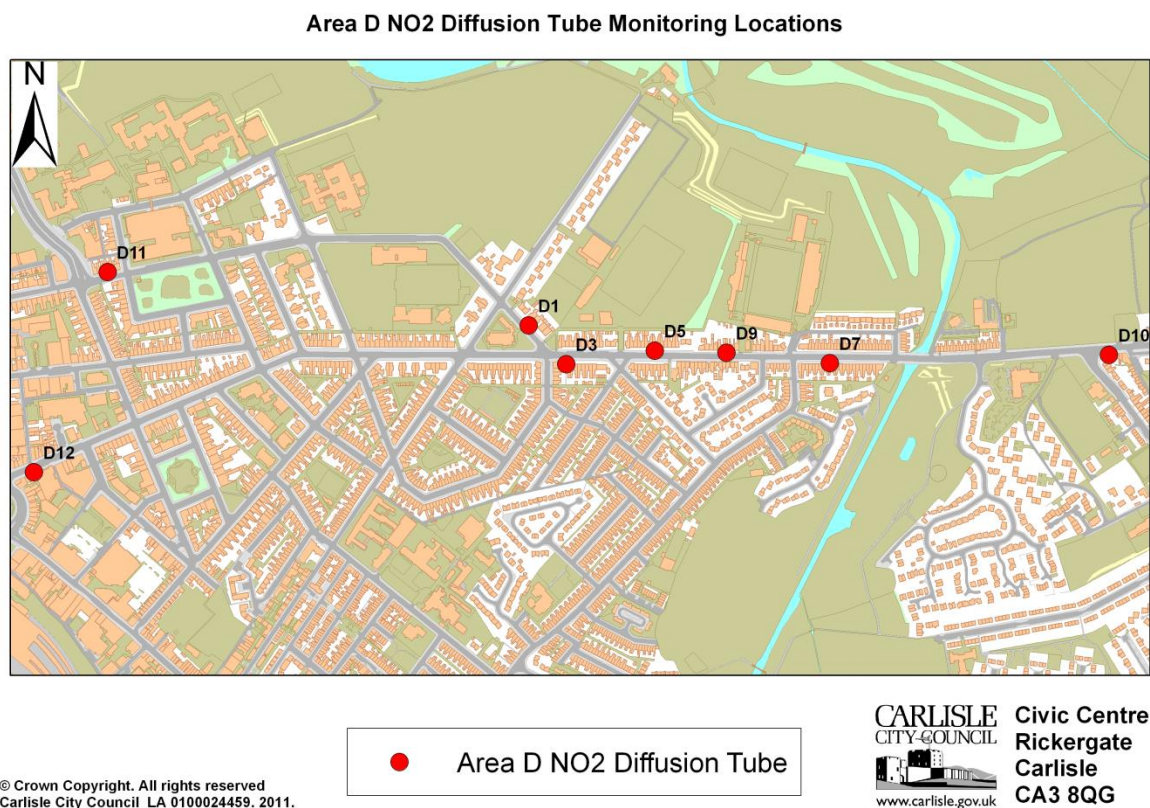 Area D NO2 Diffusion Tube Monitoring Locations
N
D11
D1
D3
D5
D9
D7
D10
D12
Area D NO2 Diffusion Tube
© Crown Copyright. All rights reserved
Carlisle City Council LA 0100024459. 2011.
CARLISLE
CITY·COUNCIL
www.carlisle.gov.uk
Civic Centre
Rickergate
Carlisle
CA3 8QG